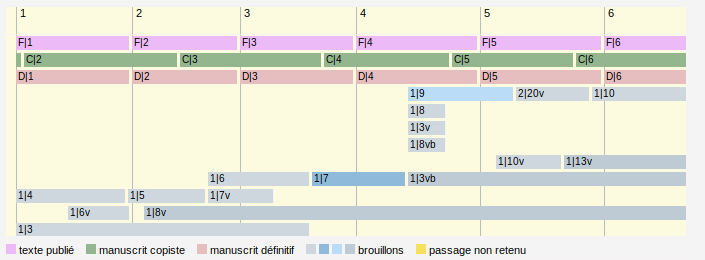 1 2 3 4 5 6
F|1 F|2 F|3 F|4 F|5 F|6
C|2 C|3 C|4 C|5 C|6
D|1 D|2 D|3 D|4 D|5 D|6
1|9 2|20v 1|10
1|8
1|3v
1|8vb
1|10v 1|13v
1|6 1|7 1|3vb
1|4 1|5 1|7v
1|6v 1|8v
1|3
texte publié manuscrit copiste manuscrit définitif brouillons passage non retenu